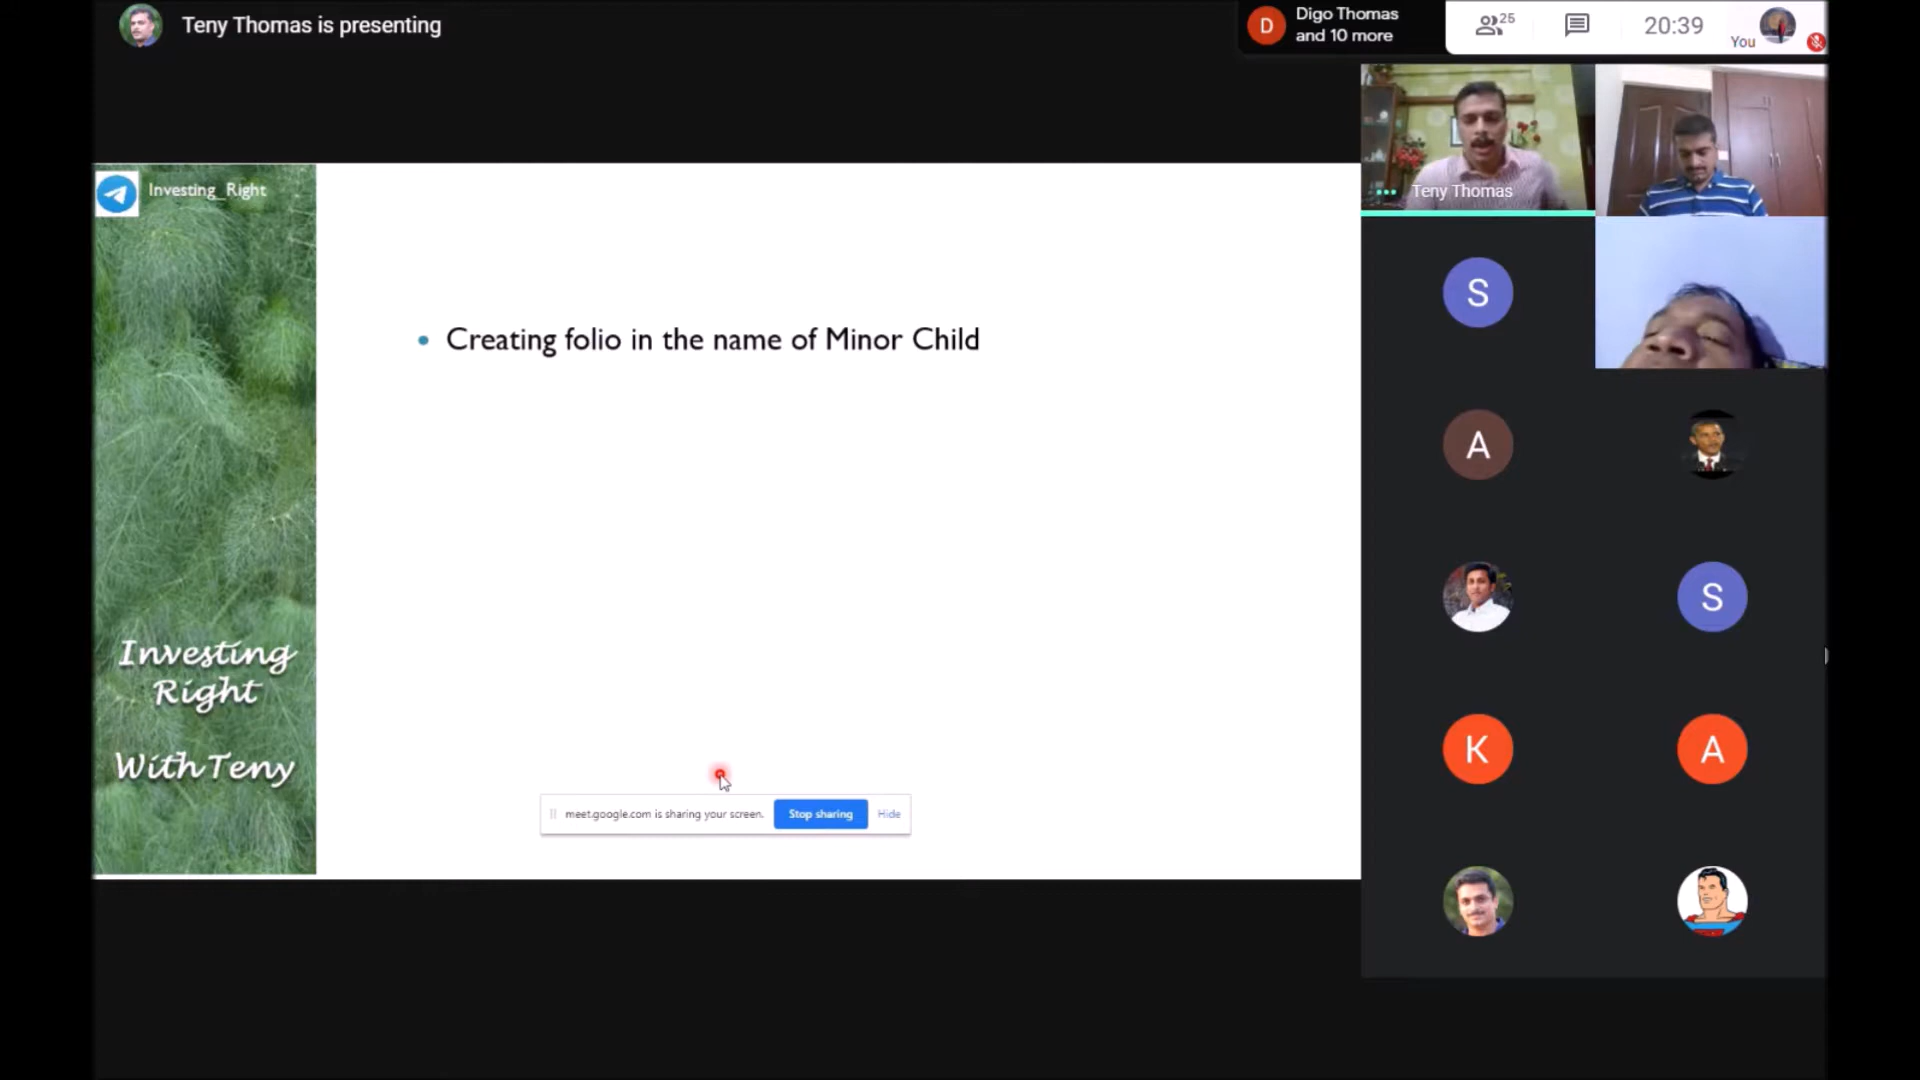 Teny Thomas is presenting
D
Digo Thomas
and 10 more
25
20:39
You
Investing_Right
Teny Thomas
Creating folio in the name of Minor Child
S
A
S
Investing
Right
With Teny
K
A
meet.google.com is sharing your screen.
Stop sharing
Hide